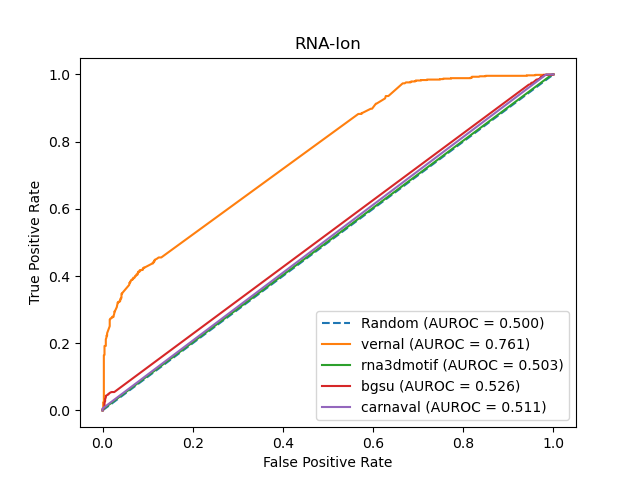 RNA-Ion
True Positive Rate
1.0
0.8
0.6
0.4
0.2
0.0
Random (AUROC = 0.500)
vernal (AUROC = 0.761)
rna3dmotif (AUROC = 0.503)
bgsu (AUROC = 0.526)
carnaval (AUROC = 0.511)
0.0 0.2 0.4 0.6 0.8 1.0
False Positive Rate